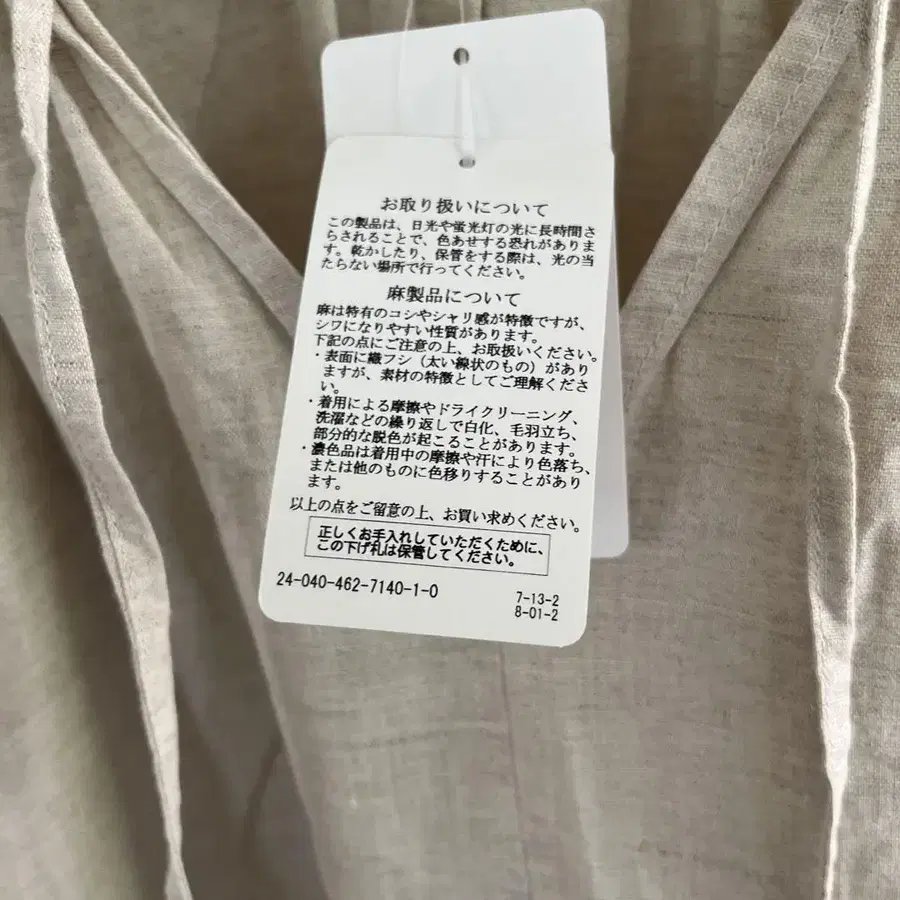 お取り扱いについて
この製品は、日光や蛍光灯の光に長時間さ
らされることで、色あせする恐れがありま
す。乾かしたり、保管をする際は、光の当
たらない場所で行ってください。
麻製品について
麻は特有のコシやシャリ感が特徴ですが、
シワになりやすい性質があります。
下記の点にご注意の上、お取扱いください。
・表面に織フシ（太い線状のもの）があり
ますが、素材の特徴としてご理解くださ
い。
・着用による摩擦やドライクリーニング、
洗濯などの繰り返しで白化、毛羽立ち、
部分的な脱色が起こることがあります。
・濃色品は着用中の摩擦や汗により色落ち、
または他のものに色移りすることがあり
ます。
以上の点をご留意の上、お買い求めください。
正しくお手入れしていただくために、
この下げ札は保管してください。
24-040-462-7140-1-0
7-13-2
8-01-2